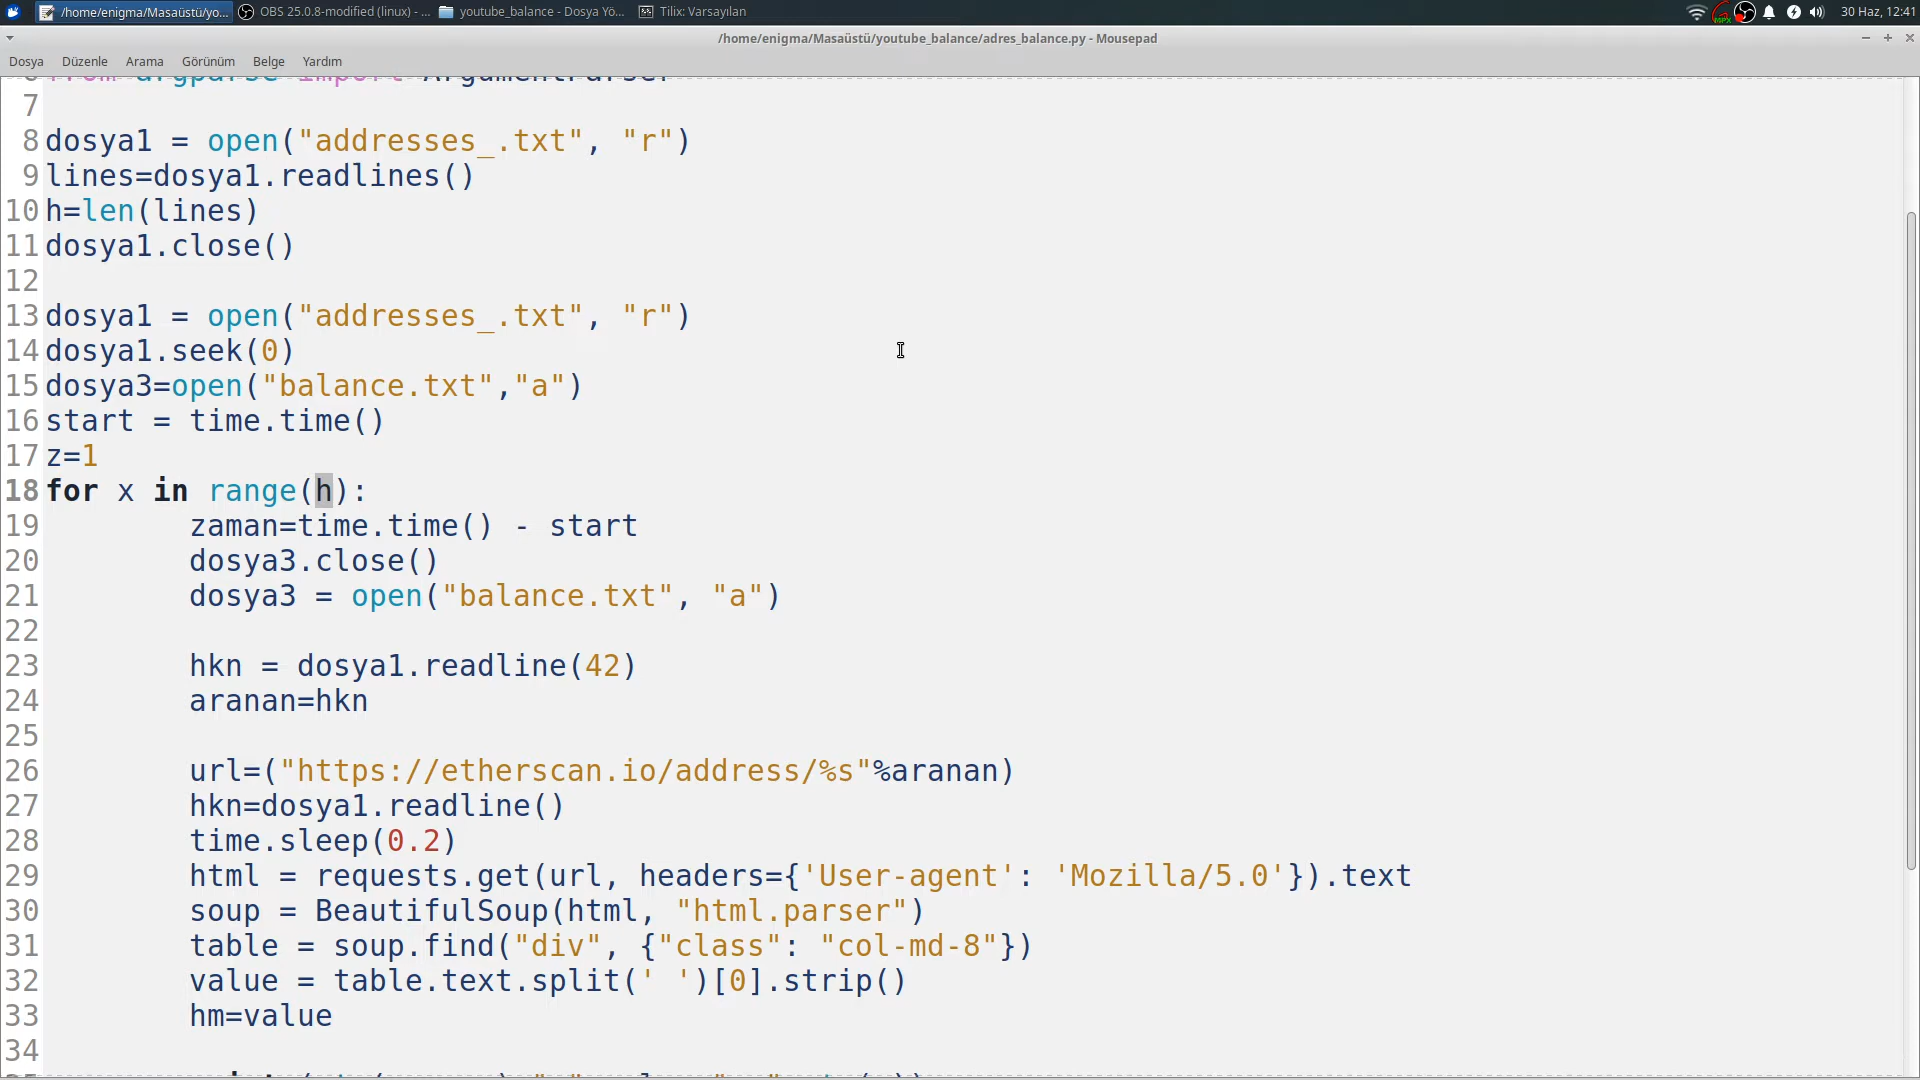 /home/enigma/Masaüstü/yo... OBS 25.0.8-modified (linux) - ... youtube_balance - Dosya Yö... Tilix: Varsayılan 30 Haz, 12:41
/home/enigma/Masaüstü/youtube_balance/adres_balance.py - Mousepad
Dosya Düzenle Arama Görünüm Belge Yardım
6 from argparse import ArgumentParser
7
8 dosya1 = open("addresses_.txt", "r")
9 lines=dosya1.readlines()
10 h=len(lines)
11 dosya1.close()
12
13 dosya1 = open("addresses_.txt", "r")
14 dosya1.seek(0)
15 dosya3=open("balance.txt","a")
16 start = time.time()
17 z=1
18 for x in range(h):
19 zaman=time.time() - start
20 dosya3.close()
21 dosya3 = open("balance.txt", "a")
22
23 hkn = dosya1.readline(42)
24 aranan=hkn
25
26 url=("https://etherscan.io/address/%s"%aranan)
27 hkn=dosya1.readline()
28 time.sleep(0.2)
29 html = requests.get(url, headers={'User-agent': 'Mozilla/5.0'}).text
30 soup = BeautifulSoup(html, "html.parser")
31 table = soup.find("div", {"class": "col-md-8"})
32 value = table.text.split(' ')[0].strip()
33 hm=value
34